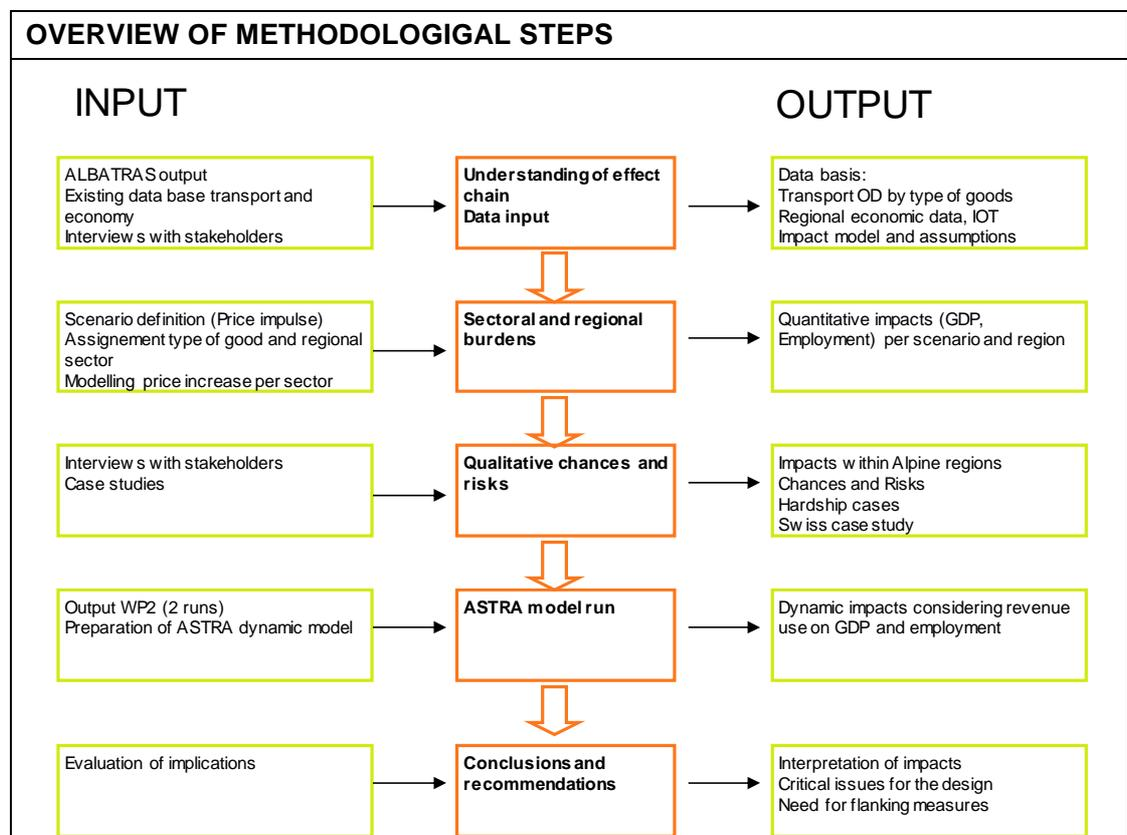 OVERVIEW OF METHODOLOGIGAL STEPS
INPUT
OUTPUT
ALBATRAS output
Existing data base transport and
economy
Interviews with stakeholders
Understanding of effect
chain
Data input
Data basis:
Transport OD by type of goods
Regional economic data, IOT
Impact model and assumptions
Scenario definition (Price impulse)
Assignement type of good and regional
sector
Modelling price increase per sector
Sectoral and regional
burdens
Quantitative impacts (GDP,
Employment) per scenario and region
Interviews with stakeholders
Case studies
Qualitative chances and
risks
Impacts within Alpine regions
Chances and Risks
Hardship cases
Swiss case study
Output WP2 (2 runs)
Preparation of ASTRA dynamic model
ASTRA model run
Dynamic impacts considering revenue
use on GDP and employment
Evaluation of implications
Conclusions and
recommendations
Interpretation of impacts
Critical issues for the design
Need for flanking measures